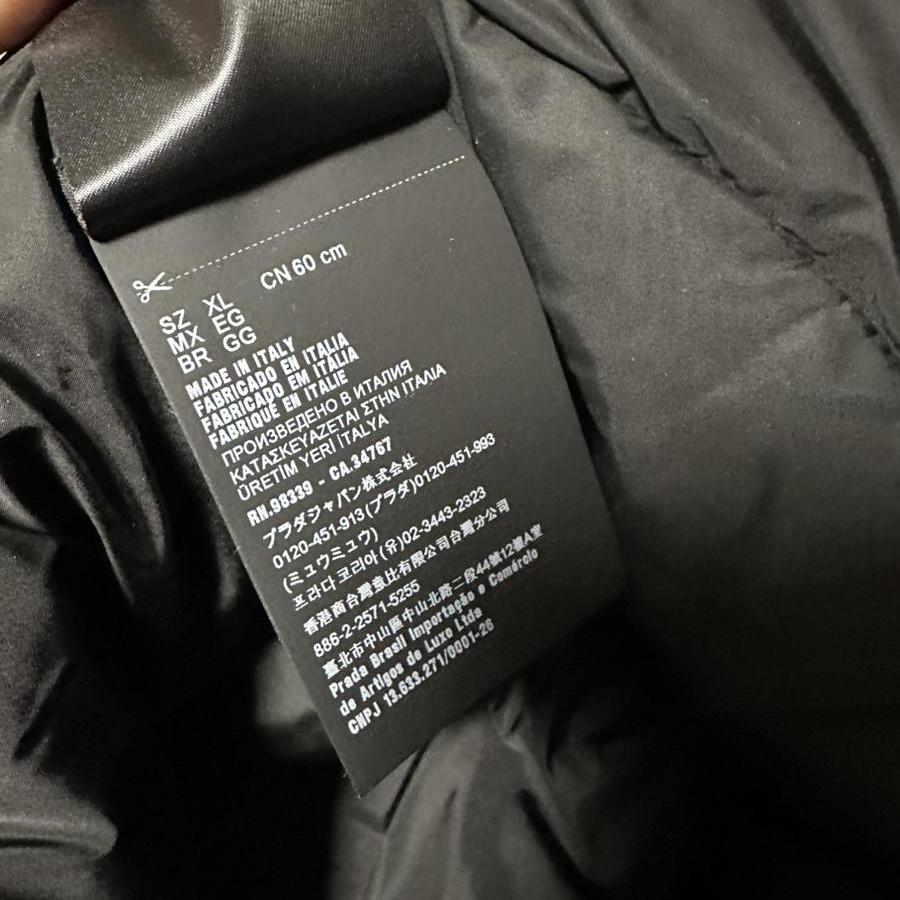 CN 60 cm
SZ XL
MX EG
BR GG
MADE IN ITALY
FABRICADO EN ITALIA
FABRICADO EM ITALIA
FABRIQUÉ EN ITALIE
ПРОИЗВЕДЕНО В ИТАЛИЯ
ΚΑΤΑΣΚΕΥΑΖΕΤΑΙ ΣΤΗΝ ΙΤΑΛΙΑ
ÜRETİM YERİ İTALYA
RN.98339 - CA.34767
プラダジャパン株式会社
0120-451-913(プラダ)0120-451-993
(ミュウミュウ)
프라다 코리아(유)02-3443-2323
香港商台灣普比有限公司台灣分公司
886-2-2571-5255
臺北市中山區中山北路二段44號12樓A室
Prada Brasil Importação e Comércio
de Artigos de Luxo Ltda
CNPJ 13.633.271/0001-26